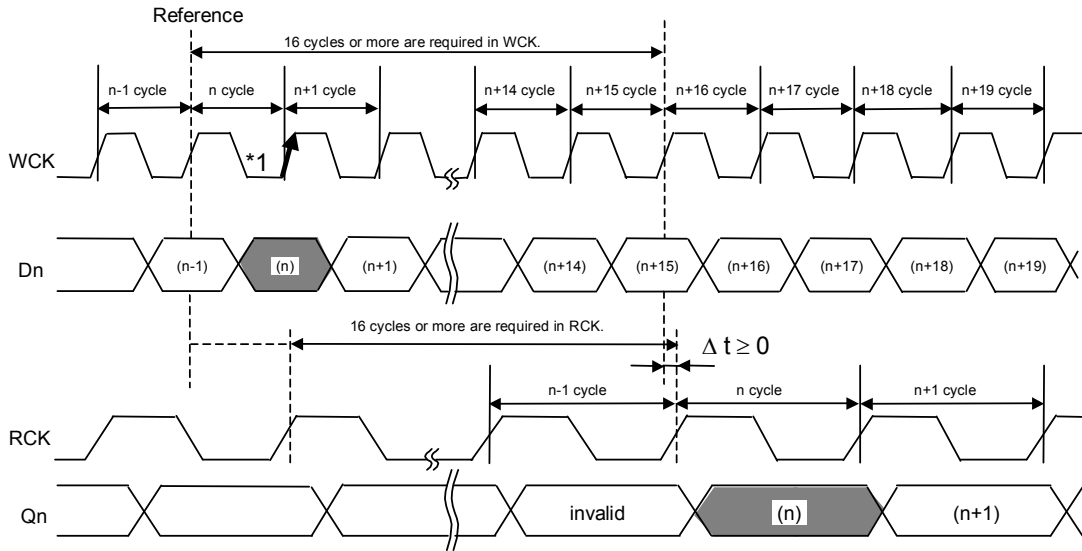 Reference
16 cycles or more are required in WCK.
n-1 cycle n cycle n+1 cycle n+14 cycle n+15 cycle n+16 cycle n+17 cycle n+18 cycle n+19 cycle
WCK *1
Dn (n-1) (n) (n+1) (n+14) (n+15) (n+16) (n+17) (n+18) (n+19)
16 cycles or more are required in RCK.
Δ t ≥ 0
n-1 cycle n cycle n+1 cycle
RCK
Qn invalid (n) (n+1)